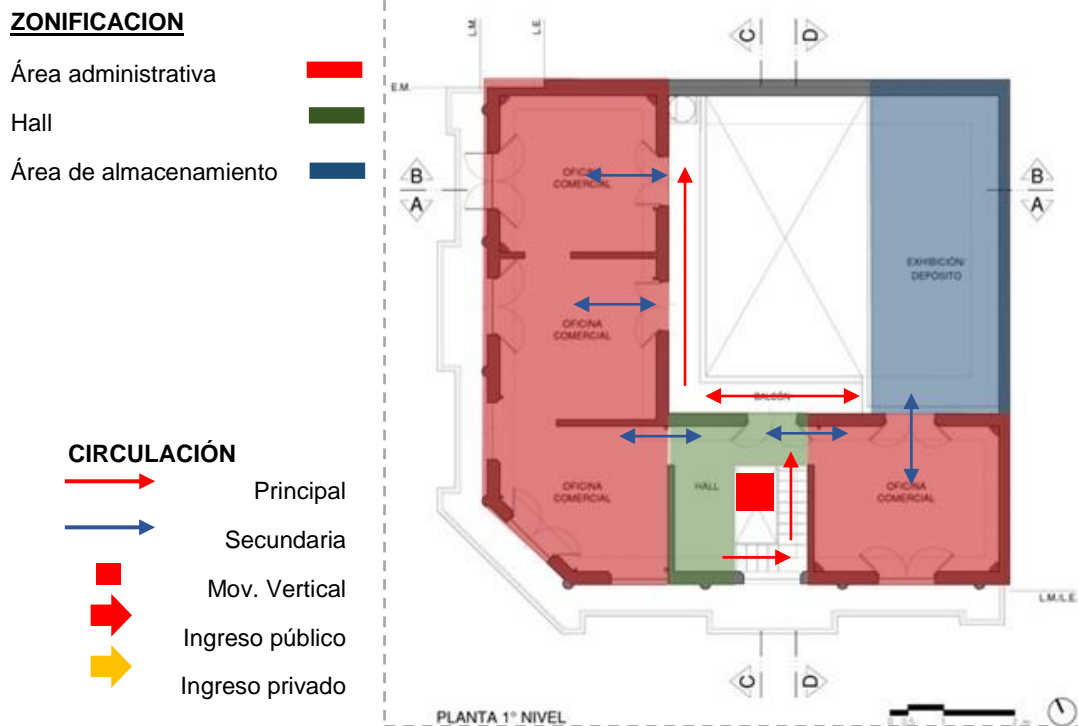 ZONIFICACION
Área administrativa
Hall
Área de almacenamiento
CIRCULACIÓN
Principal
Secundaria
Mov. Vertical
Ingreso público
Ingreso privado
L.M.
L.E.
C
D
E.M.
B
A
B
A
OFICINA
COMERCIAL
EXHIBICIÓN/
DEPÓSITO
OFICINA
COMERCIAL
BALCÓN
OFICINA
COMERCIAL
HALL
OFICINA
COMERCIAL
L.M./L.E.
C
D
PLANTA 1° NIVEL